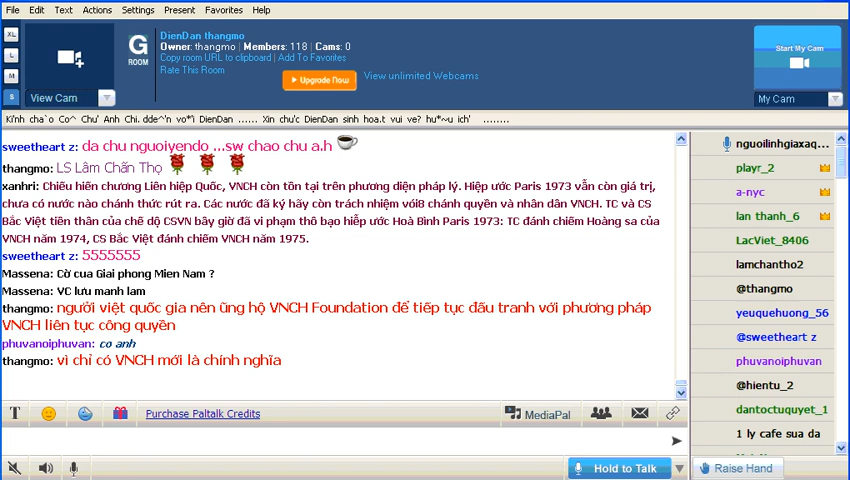 File Edit Text Actions Settings Present Favorites Help
XL
L
M
S
View Cam
G
ROOM
DienDan thangmo
Owner: thangmo | Members: 118 | Cams: 0
Copy room URL to clipboard | Add To Favorites
Rate This Room
Upgrade Now
View unlimited Webcams
Start My Cam
My Cam
Ki'nh cha`o Co^ Chu' Anh Chi. dde^'n vo*'i DienDan ...... Xin chu'c DienDan sinh hoa.t vui ve? hu*~u ich' ........
sweetheart z: da chu nguoiyendo ...sw chao chu a.h
thangmo: LS Lâm Chấn Thọ
xanhri: Chiếu hiến chương Liên hiệp Quốc, VNCH còn tồn tại trên phương diện pháp lý. Hiệp ước Paris 1973 vẫn còn giá trị,
chưa có nước nào chánh thức rút ra. Các nước đã ký hãy còn trách nhiệm với8 chánh quyền và nhân dân VNCH. TC và CS
Bắc Việt tiền thân của chế độ CSVN bây giờ đã vi phạm thô bạo hiễp ước Hoà Bình Paris 1973: TC đánh chiếm Hoàng sa của
VNCH năm 1974, CS Bắc Việt đánh chiếm VNCH năm 1975.
sweetheart z: 5555555
Massena: Cờ cua Giai phong Mien Nam ?
Massena: VC lưu manh lam
thangmo: người việt quốc gia nên ũng hộ VNCH Foundation để tiếp tục đấu tranh với phương pháp
VNCH liên tục công quyền
phuvanoiphuvan: co anh
thangmo: vì chỉ có VNCH mới là chính nghĩa
T
Purchase Paltalk Credits
MediaPal
Hold to Talk
nguoilinhgiaxaq...
playr_2
a-nyc
lan thanh_6
LacViet_8406
lamchantho2
@thangmo
yeuquehuong_56
@sweetheart z
phuvanoiphuvan
@hientu_2
dantoctuquyet_1
1 ly cafe sua da
Raise Hand